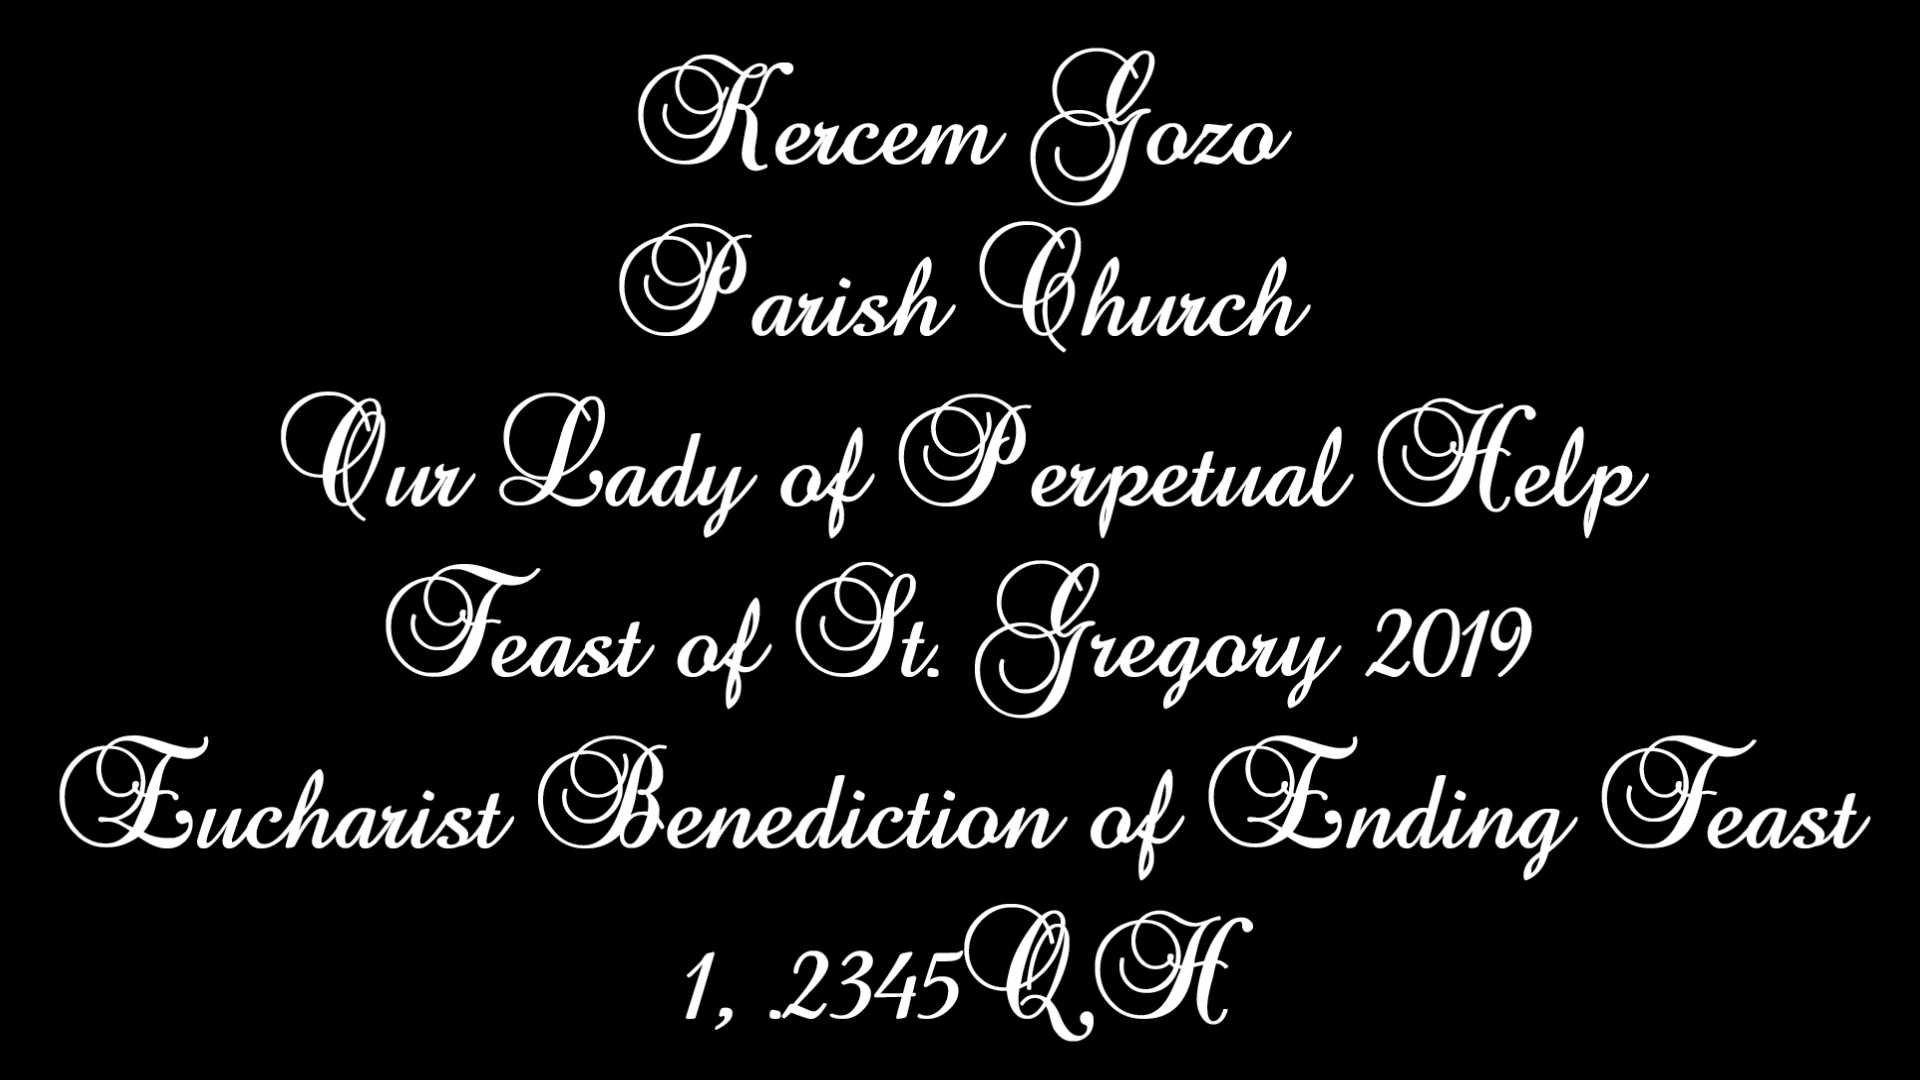 Kercem Gozo
Parish Church
Our Lady of Perpetual Help
Feast of St. Gregory 2019
Eucharist Benediction of Ending Feast
1, .2345QH